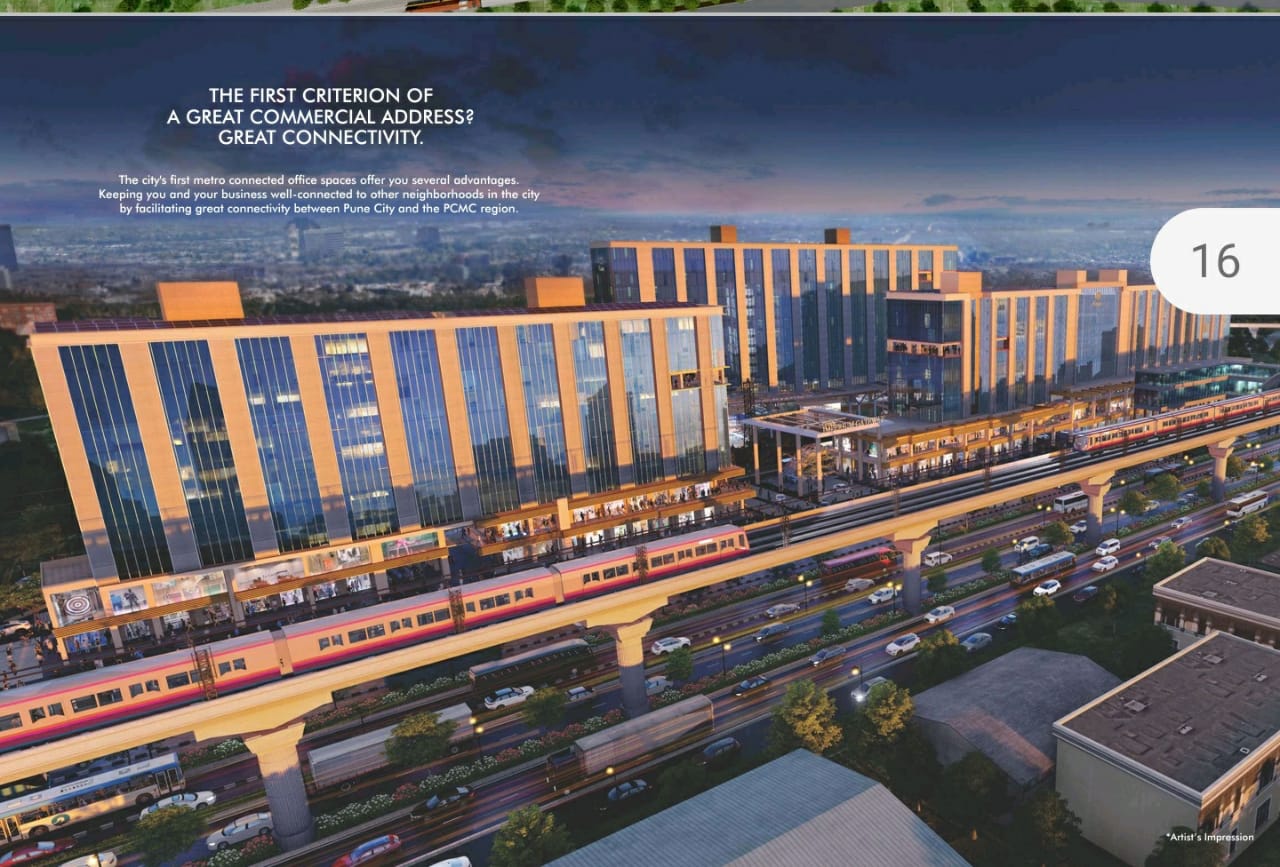 THE FIRST CRITERION OF
A GREAT COMMERCIAL ADDRESS?
GREAT CONNECTIVITY.
The city's first metro connected office spaces offer you several advantages.
Keeping you and your business well-connected to other neighborhoods in the city
by facilitating great connectivity between Pune City and the PCMC region.
16
*Artist's Impression